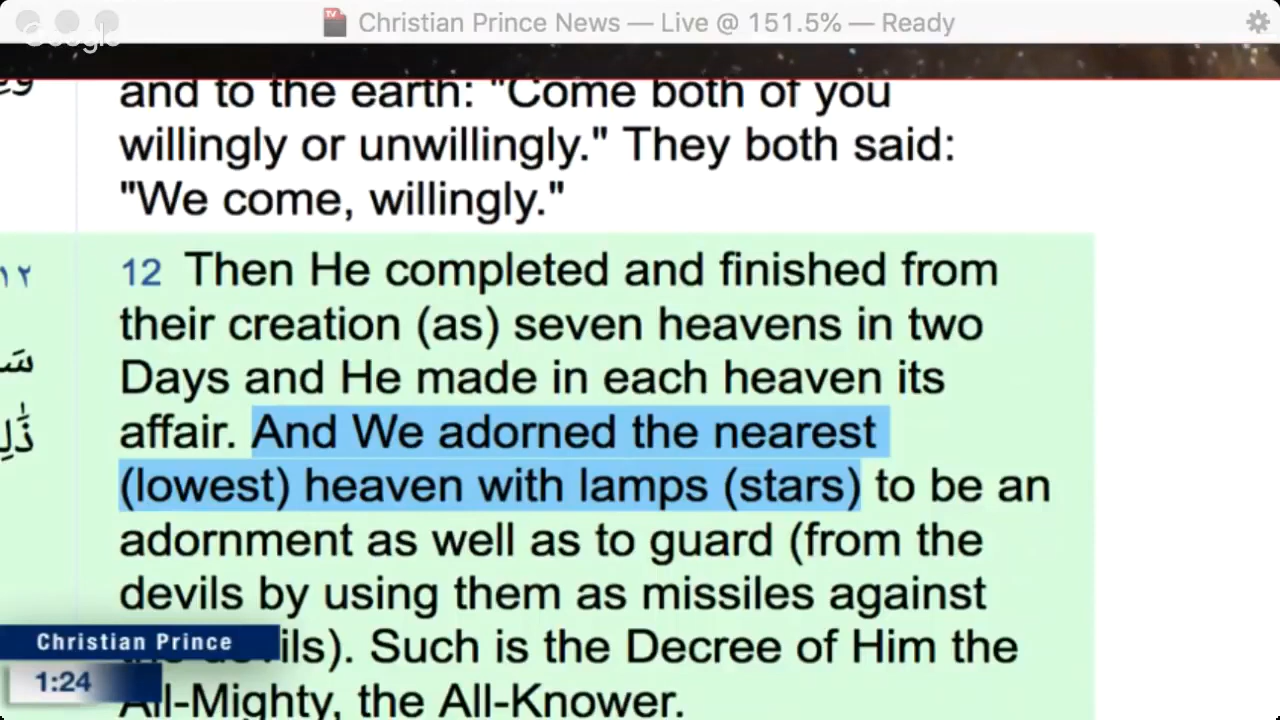 Christian Prince News — Live @ 151.5% — Ready
Google
and to the earth: "Come both of you
willingly or unwillingly." They both said:
"We come, willingly."
١٢
12 Then He completed and finished from
their creation (as) seven heavens in two
Days and He made in each heaven its
affair. And We adorned the nearest
(lowest) heaven with lamps (stars) to be an
adornment as well as to guard (from the
devils by using them as missiles against
the devils). Such is the Decree of Him the
All-Mighty, the All-Knower.
Christian Prince
1:24